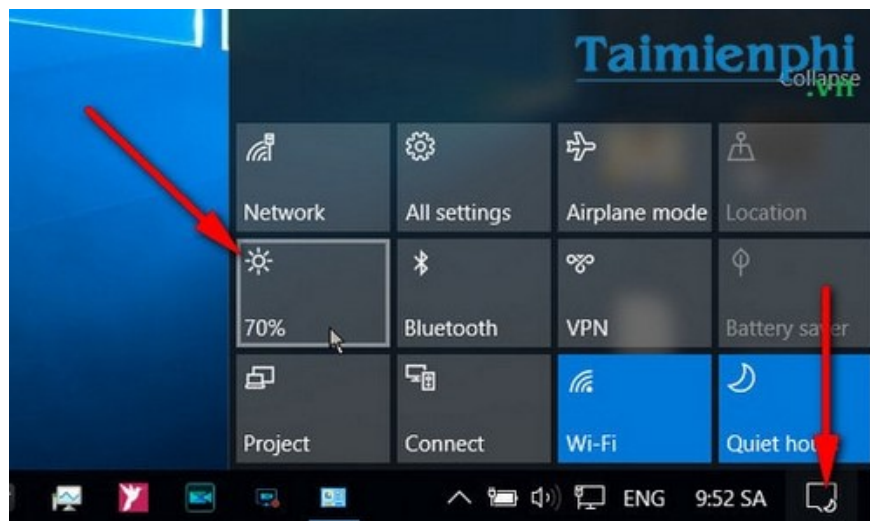 Taimienphi
.vn
Collapse
Network All settings Airplane mode Location
70% Bluetooth VPN Battery saver
Project Connect Wi-Fi Quiet hou
ENG 9:52 SA